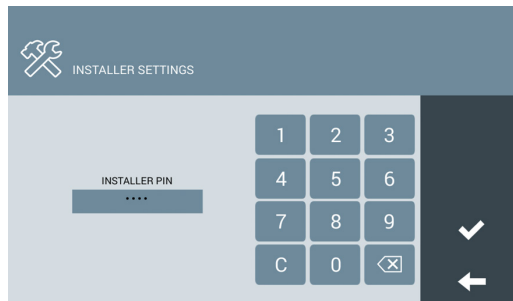 INSTALLER SETTINGS
1 2 3
INSTALLER PIN
4 5 6
7 8 9
C 0